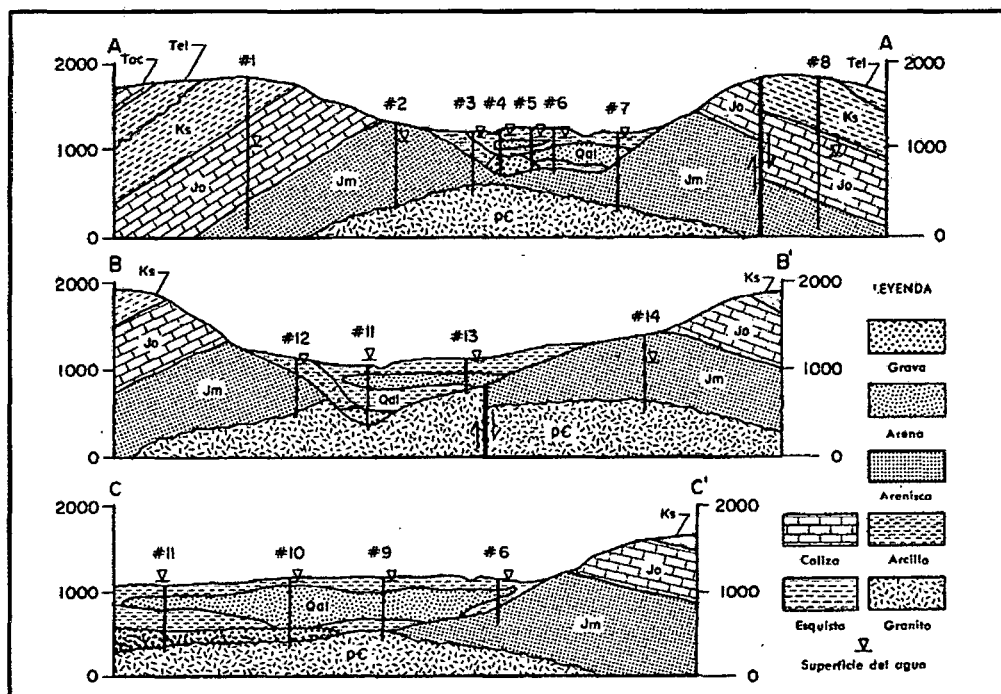 A A
Toc Tel #1 #2 #3 #4 #5 #6 #7 #8 Tel
2000 2000
1000 1000
0 0
Ks Jo Jm Qal pC Jm Jo Ks Jo
B B'
Ks #12 #11 #13 #14 Ks
2000 2000
1000 1000
0 0
Jo Jm Qal pC Jm Jo
C C'
#11 #10 #9 #6 Ks
2000 2000
1000 1000
0 0
Qal pC Jm Jo
LEYENDA
Grava
Arena
Arenisca
Caliza Arcilla
Esquisto Granito
Superficie del agua